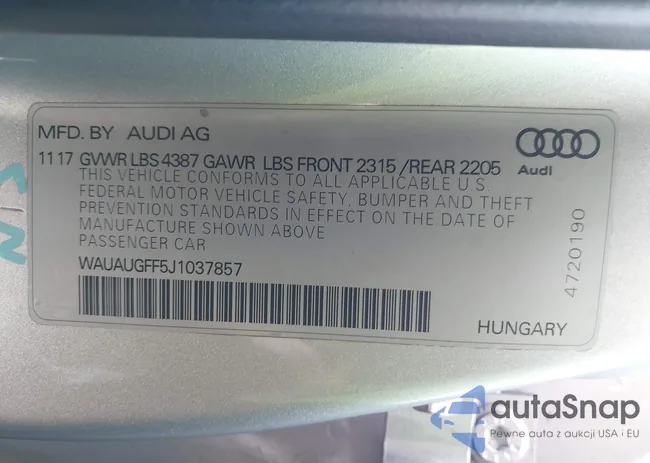 MFD. BY AUDI AG
11 17 GVWR LBS 4387 GAWR LBS FRONT 2315 /REAR 2205
THIS VEHICLE CONFORMS TO ALL APPLICABLE U.S.
FEDERAL MOTOR VEHICLE SAFETY, BUMPER AND THEFT
PREVENTION STANDARDS IN EFFECT ON THE DATE OF
MANUFACTURE SHOWN ABOVE
PASSENGER CAR
WAUAUGFF5J1037857
Audi
4720190
HUNGARY
autaSnap
Pewne auta z aukcji USA i EU